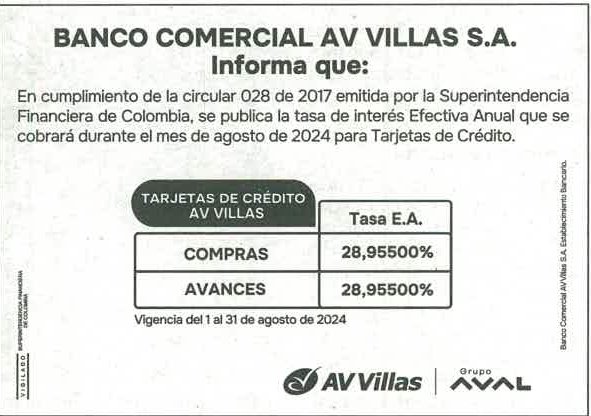 BANCO COMERCIAL AV VILLAS S.A.
Informa que:
En cumplimiento de la circular 028 de 2017 emitida por la Superintendencia
Financiera de Colombia, se publica la tasa de interés Efectiva Anual que se
cobrará durante el mes de agosto de 2024 para Tarjetas de Crédito.
TARJETAS DE CRÉDITO
AV VILLAS
Tasa E.A.
COMPRAS 28,95500%
AVANCES 28,95500%
Vigencia del 1 al 31 de agosto de 2024
Banco Comercial AV Villas S.A. Establecimiento Bancario.
VIGILADO
SUPERINTENDENCIA FINANCIERA
DE COLOMBIA
AV Villas
Grupo
AVAL